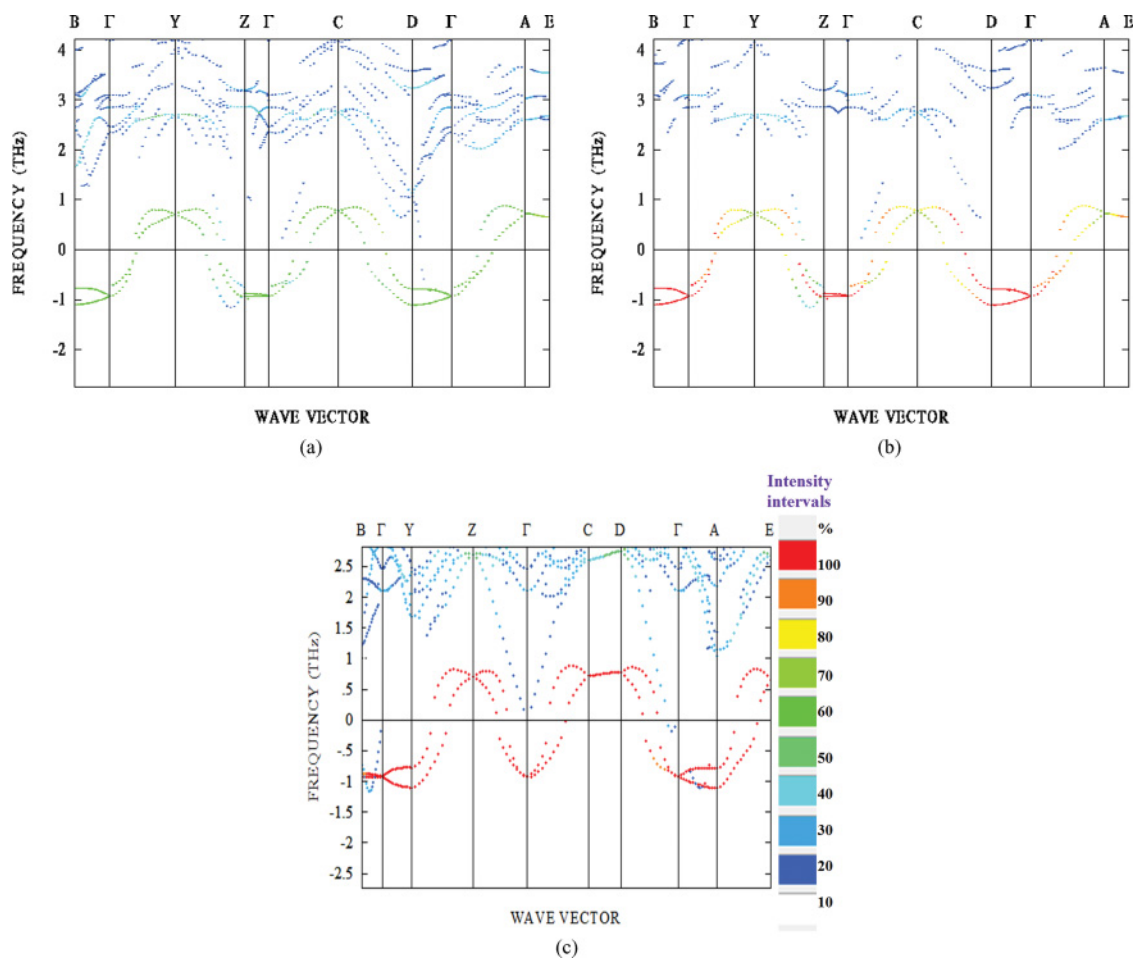 B Γ Y Z Γ C D Γ A E
4
3
2
1
0
-1
-2
FREQUENCY (THz)
WAVE VECTOR
(a)
B Γ Y Z Γ C D Γ A E
4
3
2
1
0
-1
-2
FREQUENCY (THz)
WAVE VECTOR
(b)
B Γ Y Z Γ C D Γ A E
2.5
2
1.5
1
.5
0
-.5
-1
-1.5
-2
-2.5
FREQUENCY (THz)
WAVE VECTOR
(c)
Intensity
intervals
%
100
90
80
70
60
50
40
30
20
10